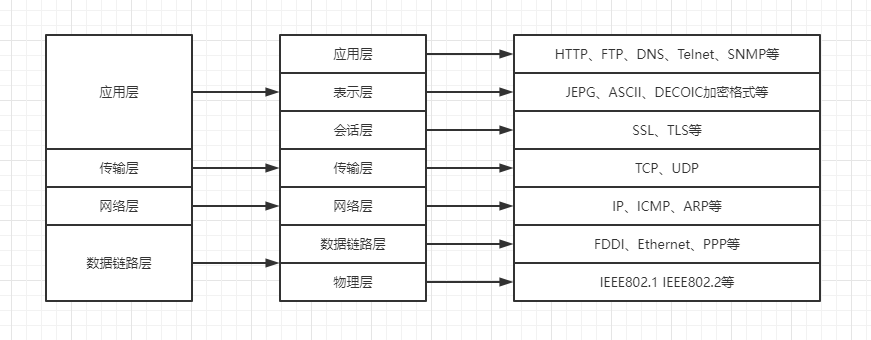 应用层
传输层
网络层
数据链路层
应用层
表示层
会话层
传输层
网络层
数据链路层
物理层
HTTP、FTP、DNS、Telnet、SNMP等
JEPG、ASCII、DECOIC加密格式等
SSL、TLS等
TCP、UDP
IP、ICMP、ARP等
FDDI、Ethernet、PPP等
IEEE802.1 IEEE802.2等